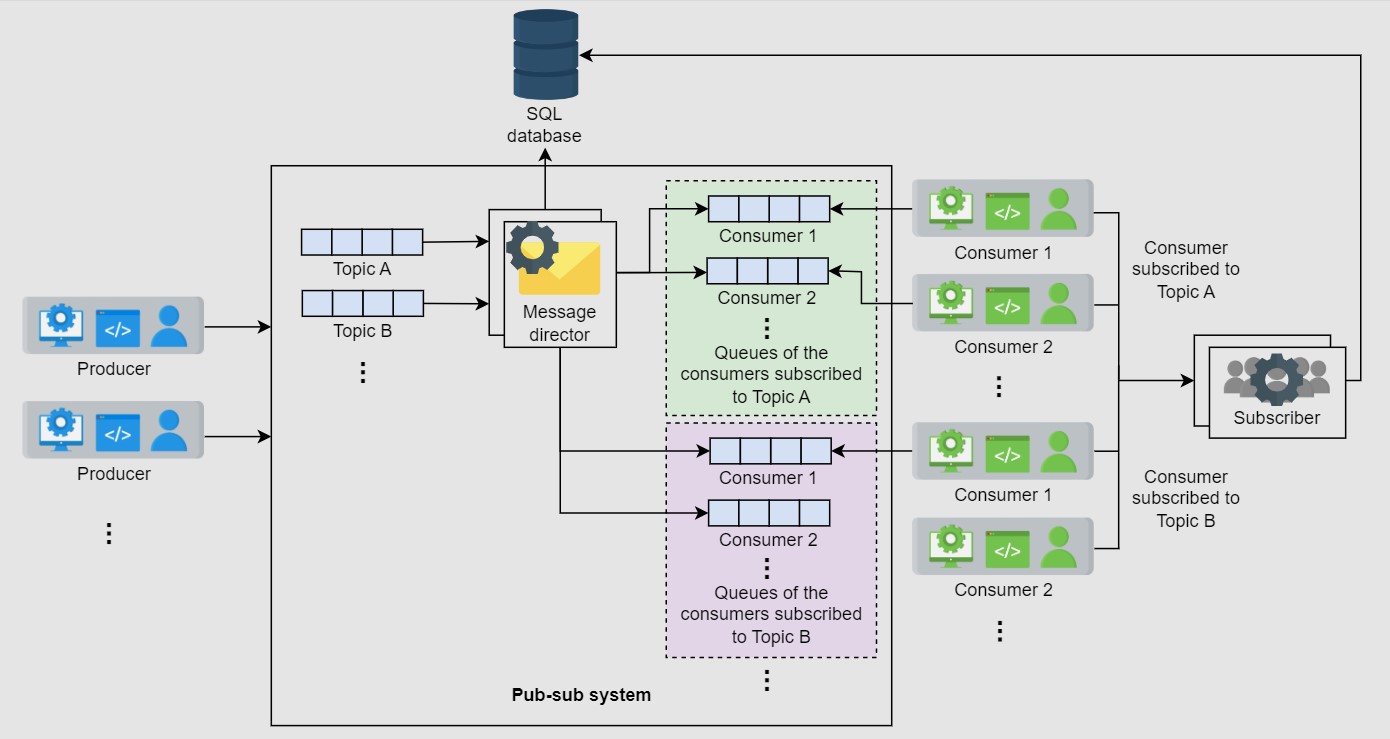 SQL
database
Topic A
Topic B
Message
director
Producer
Producer
Consumer 1
Consumer 2
Queues of the
consumers subscribed
to Topic A
Consumer 1
Consumer 2
Queues of the
consumers subscribed
to Topic B
Pub-sub system
</>
Consumer 1
</>
Consumer 2
</>
Consumer 1
</>
Consumer 2
Consumer
subscribed to
Topic A
Consumer
subscribed to
Topic B
Subscriber
</>
</>